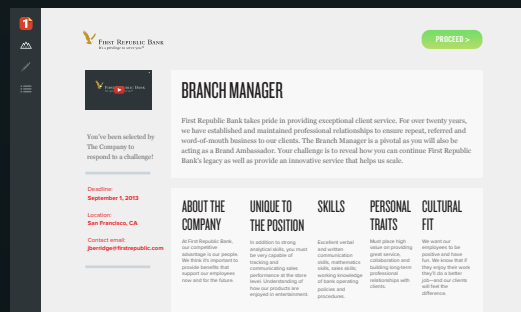 1
FIRST REPUBLIC BANK
It's a privilege to serve you®
PROCEED >
FIRST REPUBLIC BANK
You've been selected by
The Company to
respond to a challenge!
Deadline:
September 1, 2013
Location:
San Francisco, CA
Contact email:
jberridge@firstrepublic.com
BRANCH MANAGER
First Republic Bank takes pride in providing exceptional client service. For over twenty years,
we have established and maintained professional relationships to ensure repeat, referred and
word-of-mouth business to our clients. The Branch Manager is a pivotal as you will also be
acting as a Brand Ambassador. Your challenge is to reveal how you can continue First Republic
Bank's legacy as well as provide an innovative service that helps us scale.
ABOUT THE
COMPANY
At First Republic Bank,
our competitive
advantage is our people
We think it's important to
provide benefits that
support our employees
now and for the future
UNIQUE TO
THE POSITION
In addition to strong
analytical skills, you must
be very capable of
tracking and
communicating sales
performance at the store
level. Understanding of
how our products are
enjoyed in entertainment
SKILLS
Excellent verbal
and written
communication
skills, mathematics
skills, sales skills;
working knowledge
of bank operating
policies and
procedures.
PERSONAL
TRAITS
Must place high
value on providing
great service,
collaboration and
building long-term
professional
relationships with
clients.
CULTURAL
FIT
We want our
employees to be
positive and have
fun. We know that if
they enjoy their work
they'll do a better
job—and our clients
will feel the
difference.